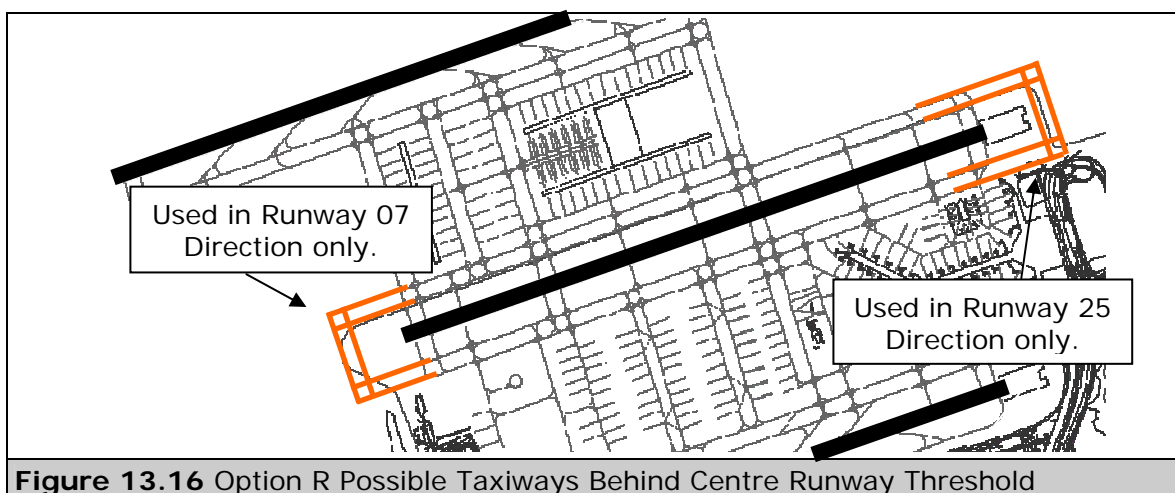 Used in Runway 07
Direction only.
Used in Runway 25
Direction only.
Figure 13.16 Option R Possible Taxiways Behind Centre Runway Threshold